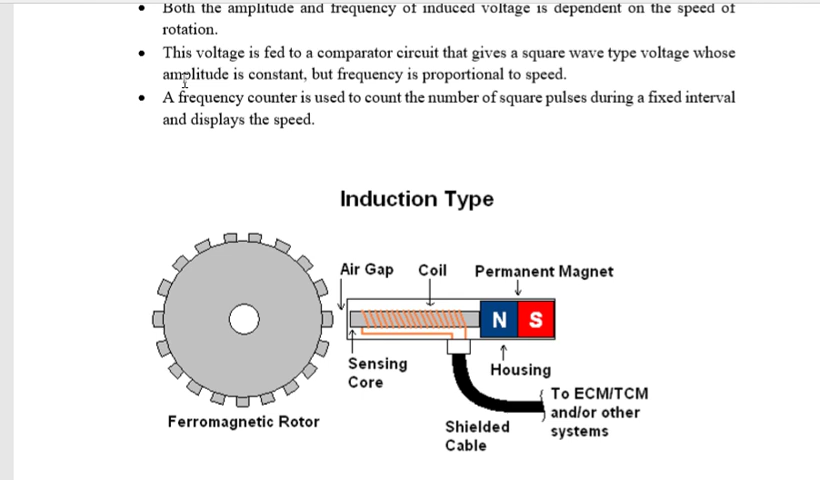 • Both the amplitude and frequency of induced voltage is dependent on the speed of
rotation.
• This voltage is fed to a comparator circuit that gives a square wave type voltage whose
amplitude is constant, but frequency is proportional to speed.
• A frequency counter is used to count the number of square pulses during a fixed interval
and displays the speed.
Induction Type
Air Gap
Coil
Permanent Magnet
N
S
Sensing
Core
Housing
To ECM/TCM
and/or other
systems
Ferromagnetic Rotor
Shielded
Cable